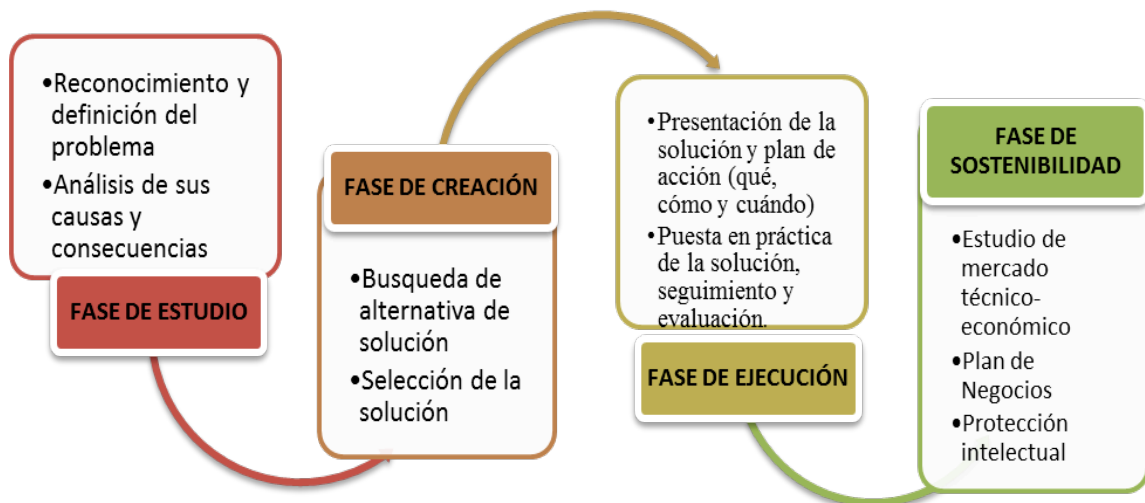 •Reconocimiento y
definición del
problema
•Análisis de sus
causas y
consecuencias
FASE DE ESTUDIO
FASE DE CREACIÓN
•Busqueda de
alternativa de
solución
•Selección de la
solución
•Presentación de la
solución y plan de
acción (qué,
cómo y cuándo)
•Puesta en práctica
de la solución,
seguimiento y
evaluación.
FASE DE EJECUCIÓN
FASE DE
SOSTENIBILIDAD
•Estudio de
mercado
técnico-
económico
•Plan de
Negocios
•Protección
intelectual